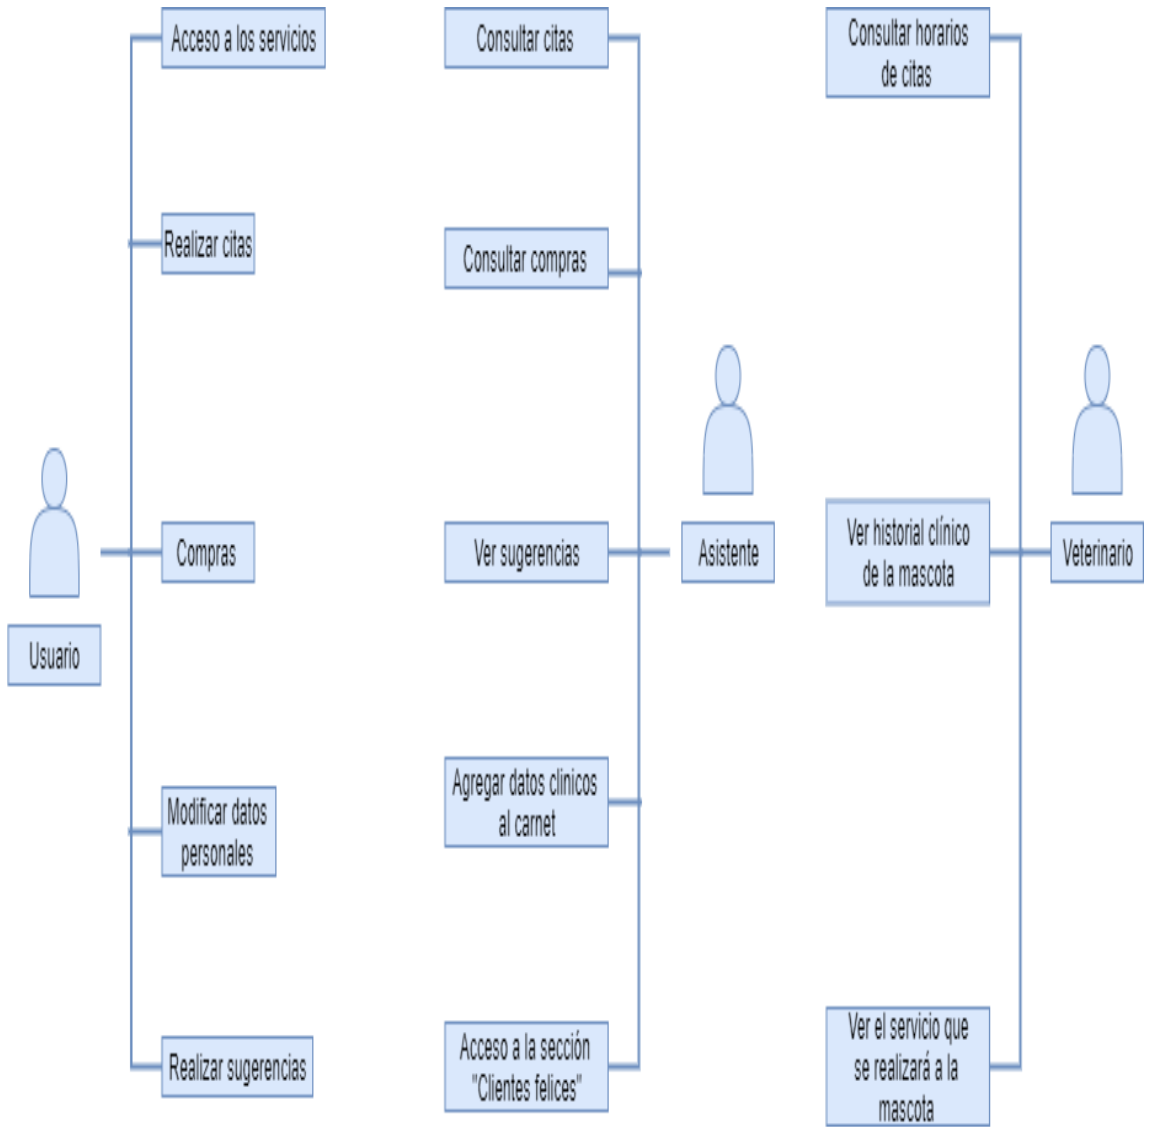 Acceso a los servicios
Realizar citas
Compras
Modificar datos
personales
Realizar sugerencias
Usuario
Consultar citas
Consultar compras
Ver sugerencias
Agregar datos clinicos
al carnet
Acceso a la sección
"Clientes felices"
Asistente
Consultar horarios
de citas
Ver historial clínico
de la mascota
Ver el servicio que
se realizará a la
mascota
Veterinario